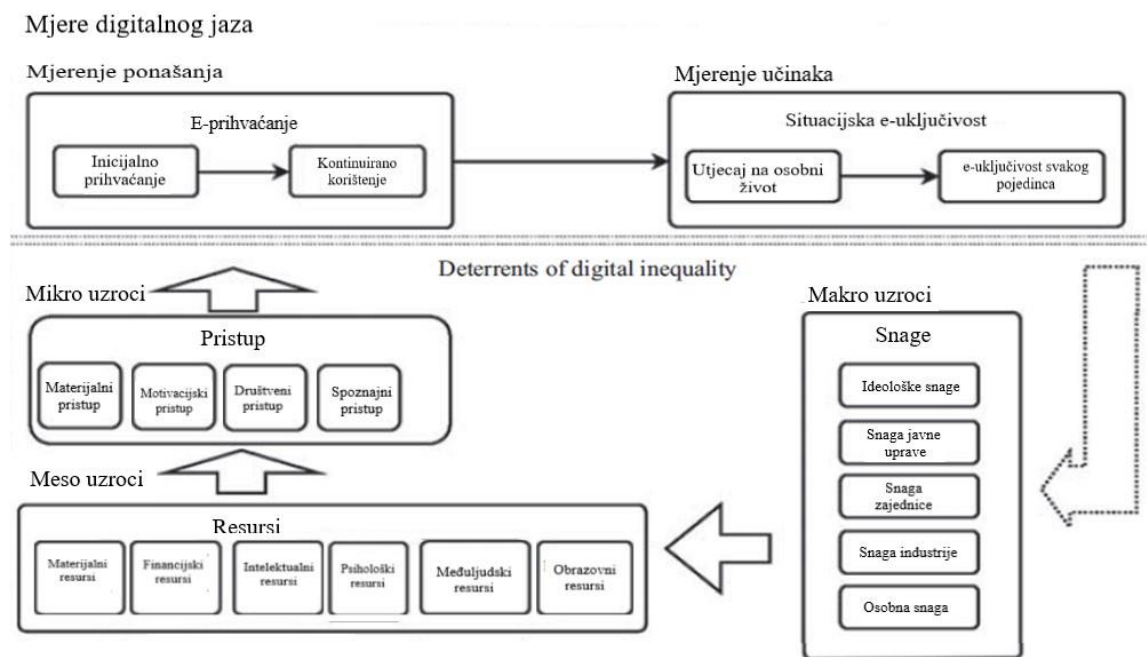 Mjere digitalnog jaza
Mjerenje ponašanja
E-prihvaćanje
Inicijalno
prihvaćanje
Kontinuirano
korištenje
Mjerenje učinaka
Situacijska e-uključivost
Utjecaj na osobni
život
e-uključivost svakog
pojedinca
Deterrents of digital inequality
Mikro uzroci
Pristup
Materijalni
pristup
Motivacijski
pristup
Društveni
pristup
Spoznajni
pristup
Meso uzroci
Resursi
Materijalni
resursi
Financijski
resursi
Intelektualni
resursi
Psihološki
resursi
Međuljudski
resursi
Obrazovni
resursi
Makro uzroci
Snage
Ideološke snage
Snaga javne
uprave
Snaga
zajednice
Snaga industrije
Osobna snaga